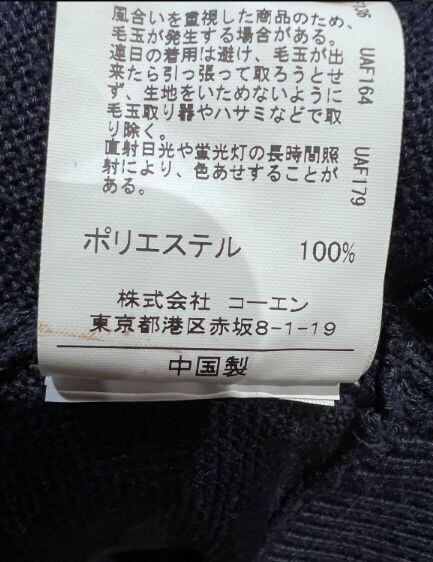 風合いを重視した商品のため、
毛玉が発生する場合がある。
連日の着用は避け、毛玉が出
来たら引っ張って取ろうとせ
ず、生地をいためないように
毛玉取り器やハサミなどで取
り除く。
直射日光や蛍光灯の長時間照
射により、色あせすることが
ある。
UAF164
UAF179
ポリエステル 100%
株式会社 コーエン
東京都港区赤坂8-1-19
中国製